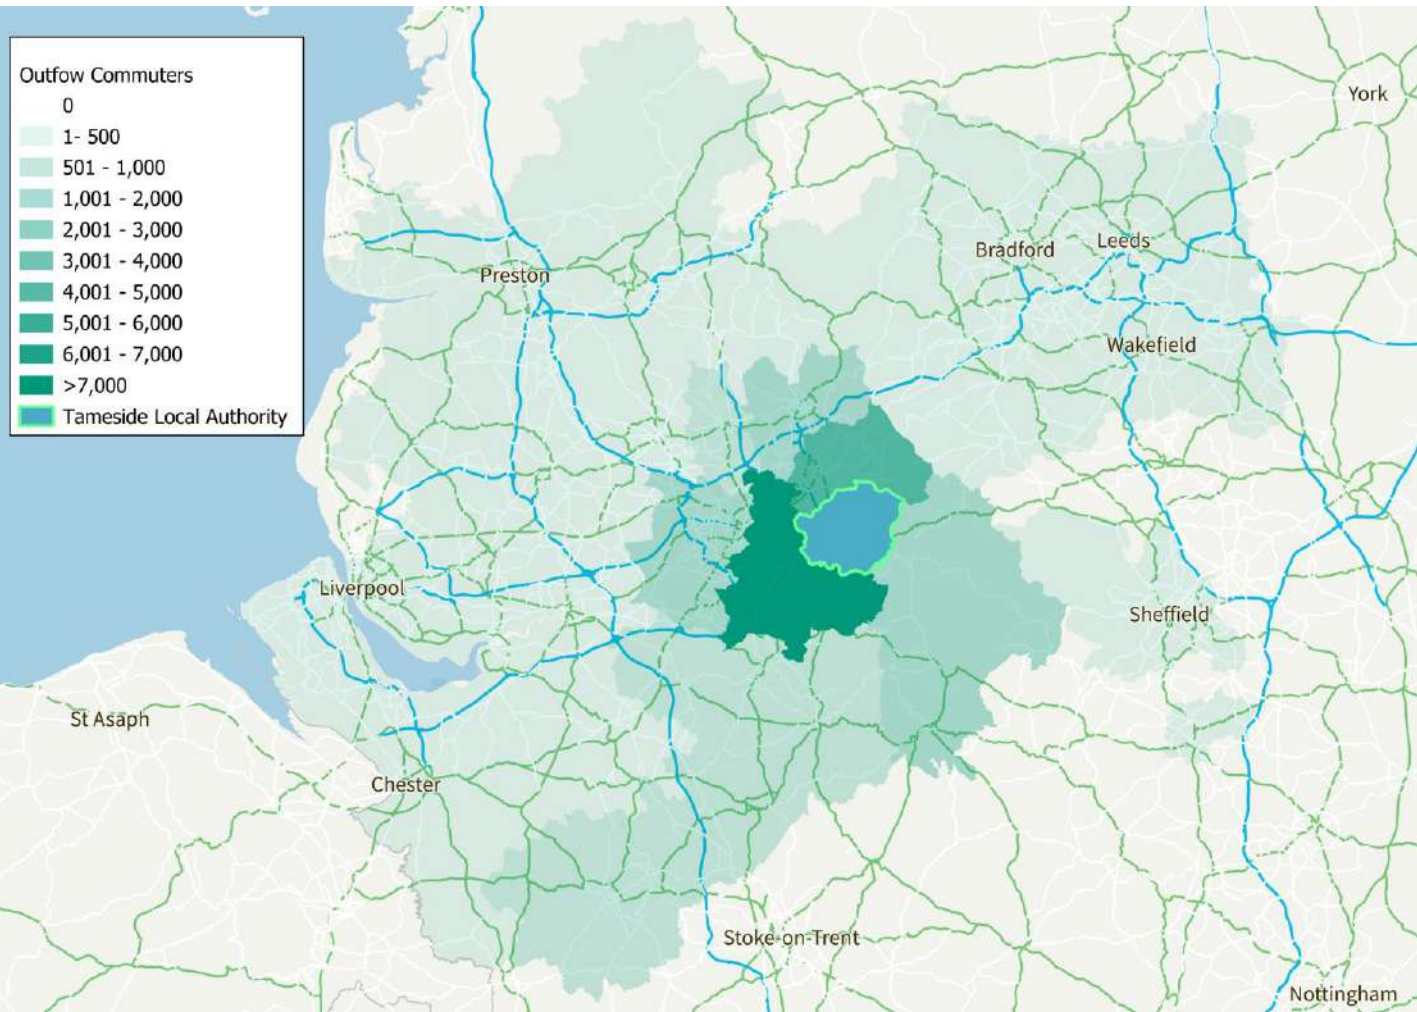 Outfow Commuters
0
1- 500
501 - 1,000
1,001 - 2,000
2,001 - 3,000
3,001 - 4,000
4,001 - 5,000
5,001 - 6,000
6,001 - 7,000
>7,000
Tameside Local Authority
York
Bradford
Leeds
Preston
Wakefield
Liverpool
Sheffield
St Asaph
Chester
Stoke-on-Trent
Nottingham